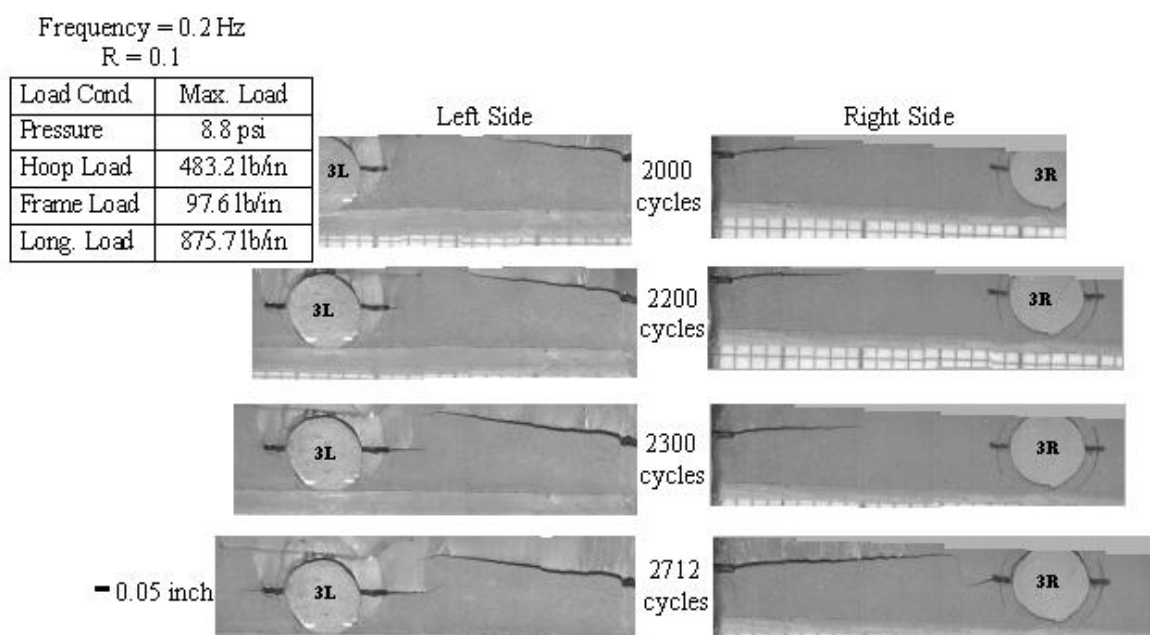 Frequency = 0.2 Hz
R = 0.1
Load Cond. Max. Load
Pressure 8.8 psi
Hoop Load 483.2 lb/in
Frame Load 97.6 lb/in
Long. Load 875.7 lb/in
Left Side Right Side
3L 2000 3R
cycles
3L 2200 3R
cycles
3L 2300 3R
cycles
3L 2712 3R
0.05 inch cycles